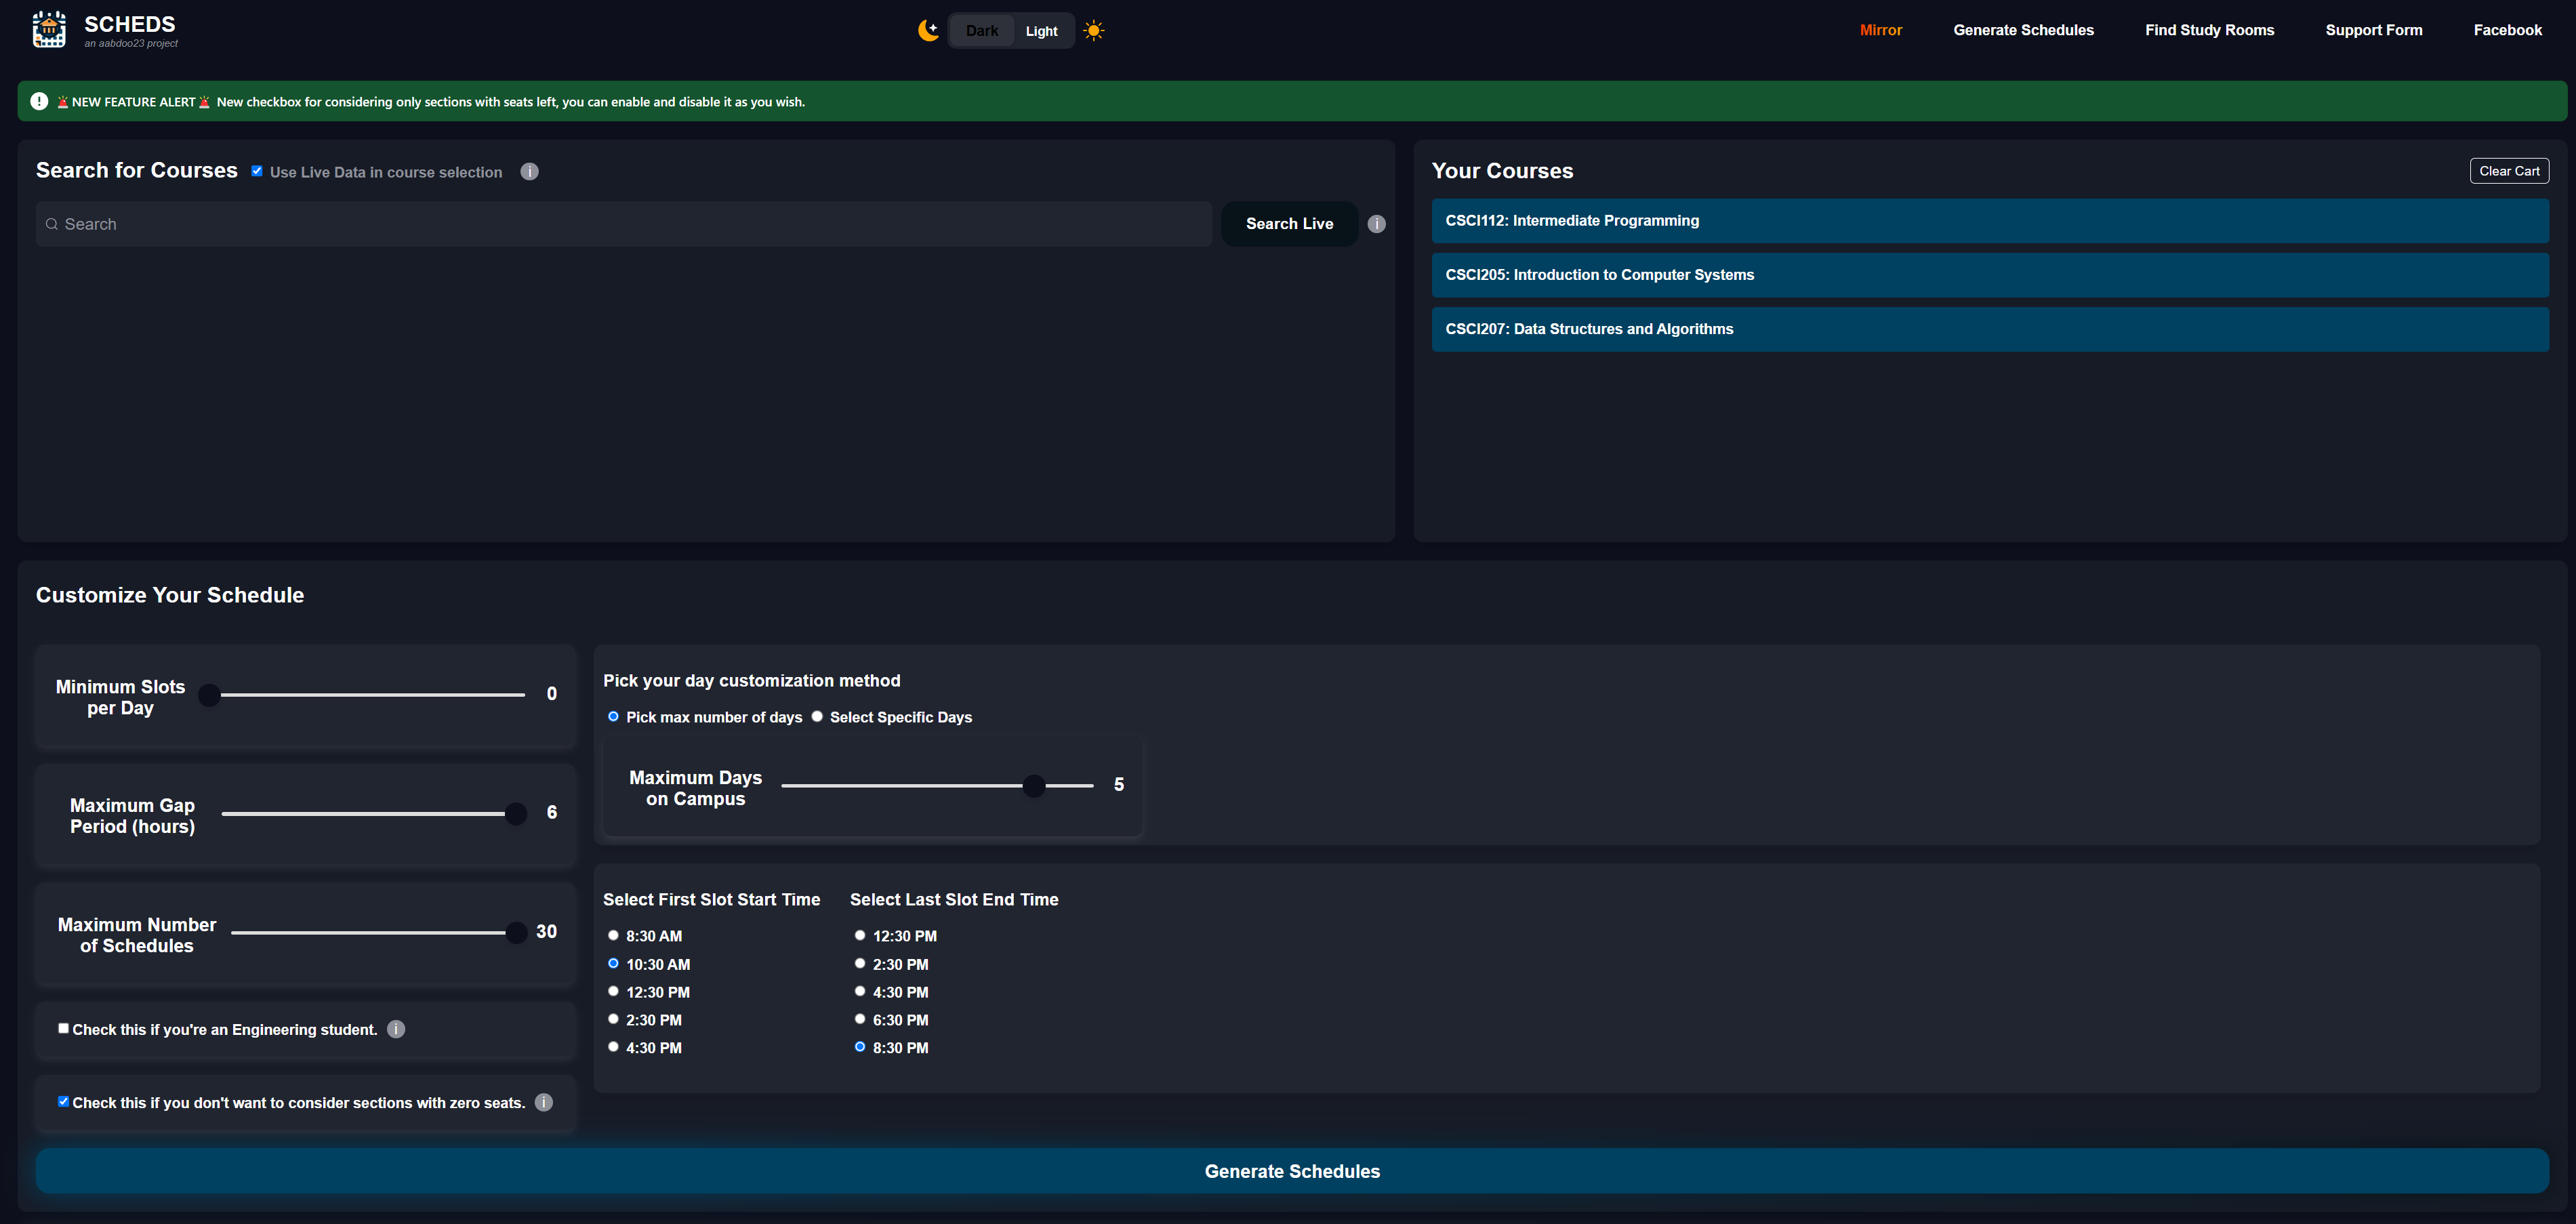 SCHEDS
an aabdoo23 project
Dark
Light
Mirror
Generate Schedules
Find Study Rooms
Support Form
Facebook
🚨NEW FEATURE ALERT🚨 New checkbox for considering only sections with seats left, you can enable and disable it as you wish.
Search for Courses
Use Live Data in course selection
Search
Search Live
Your Courses
Clear Cart
CSCI112: Intermediate Programming
CSCI205: Introduction to Computer Systems
CSCI207: Data Structures and Algorithms
Customize Your Schedule
Minimum Slots
per Day
0
Maximum Gap
Period (hours)
6
Maximum Number
of Schedules
30
Check this if you're an Engineering student.
Check this if you don't want to consider sections with zero seats.
Pick your day customization method
Pick max number of days
Select Specific Days
Maximum Days
on Campus
5
Select First Slot Start Time
8:30 AM
10:30 AM
12:30 PM
2:30 PM
4:30 PM
Select Last Slot End Time
12:30 PM
2:30 PM
4:30 PM
6:30 PM
8:30 PM
Generate Schedules